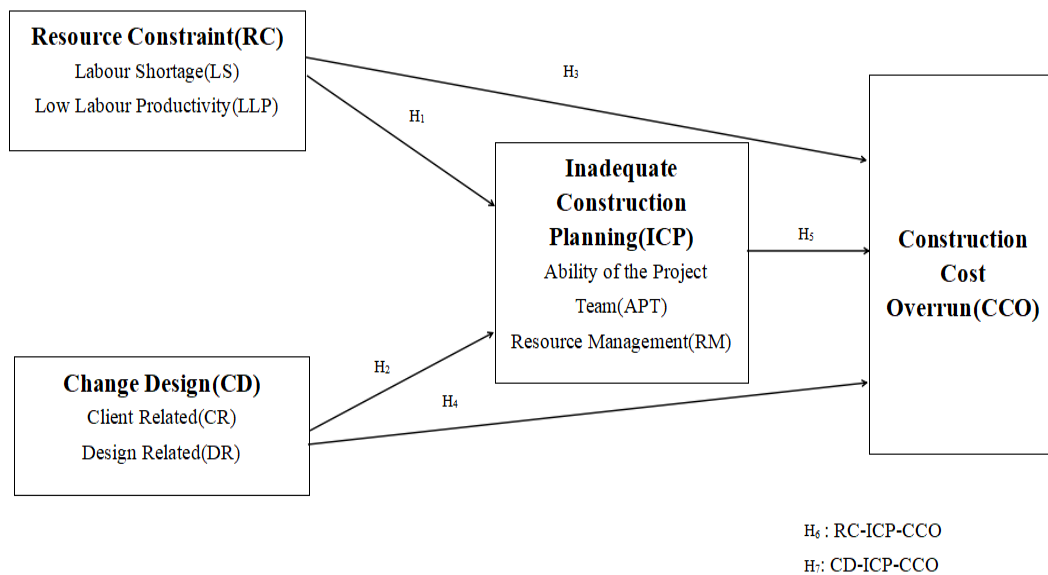 Resource Constraint(RC)
Labour Shortage(LS)
Low Labour Productivity(LLP)
H₃
H₁
Inadequate
Construction
Planning(ICP)
Ability of the Project
Team(APT)
Resource Management(RM)
H₅
Construction
Cost
Overrun(CCO)
Change Design(CD)
Client Related(CR)
Design Related(DR)
H₂
H₄
H₆ : RC-ICP-CCO
H₇: CD-ICP-CCO